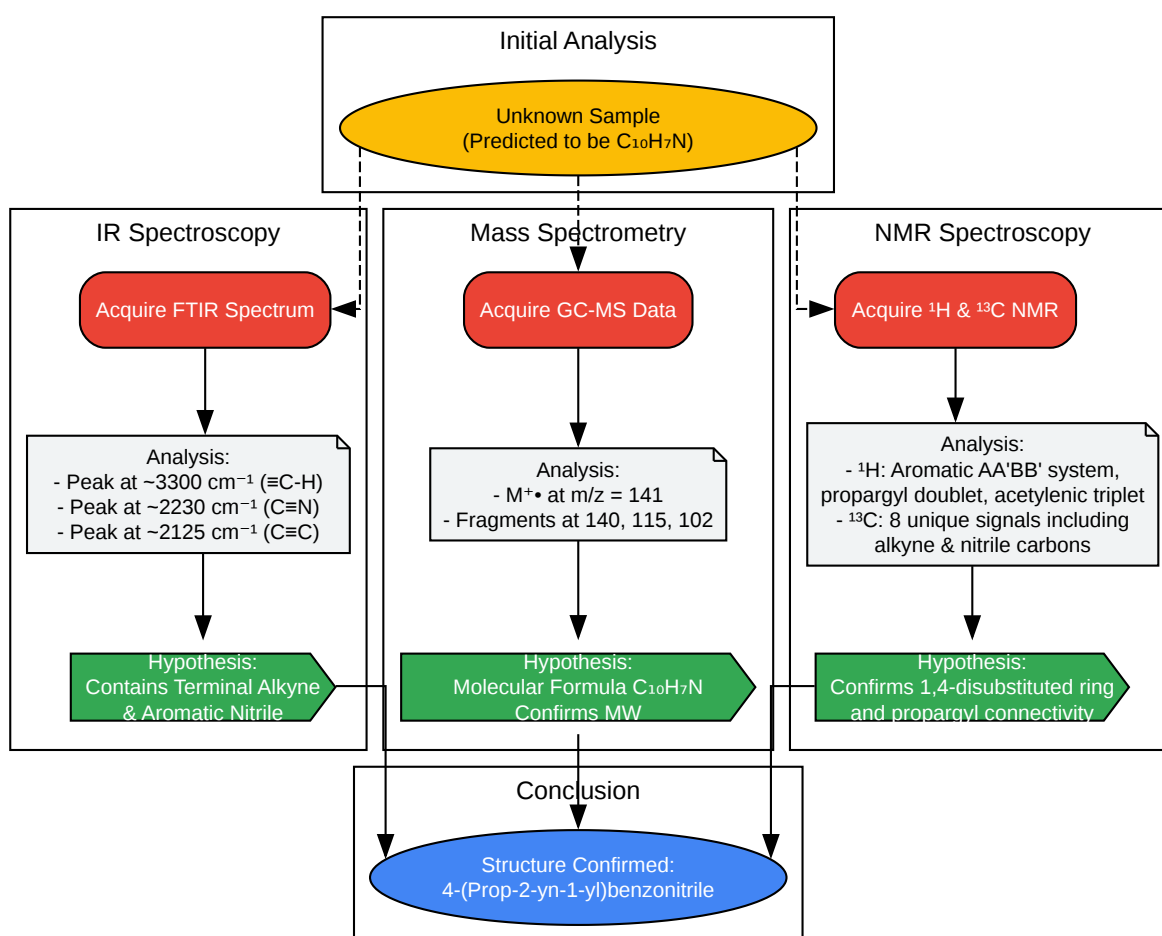 Initial Analysis
Unknown Sample
(Predicted to be C₁₀H₇N)
IR Spectroscopy
Acquire FTIR Spectrum
Analysis:
- Peak at ~3300 cm⁻¹ (≡C-H)
- Peak at ~2230 cm⁻¹ (C≡N)
- Peak at ~2125 cm⁻¹ (C≡C)
Hypothesis:
Contains Terminal Alkyne
& Aromatic Nitrile
Mass Spectrometry
Acquire GC-MS Data
Analysis:
- M⁺• at m/z = 141
- Fragments at 140, 115, 102
Hypothesis:
Molecular Formula C₁₀H₇N
Confirms MW
NMR Spectroscopy
Acquire ¹H & ¹³C NMR
Analysis:
- ¹H: Aromatic AA'BB' system,
propargyl doublet, acetylenic triplet
- ¹³C: 8 unique signals including
alkyne & nitrile carbons
Hypothesis:
Confirms 1,4-disubstituted ring
and propargyl connectivity
Conclusion
Structure Confirmed:
4-(Prop-2-yn-1-yl)benzonitrile